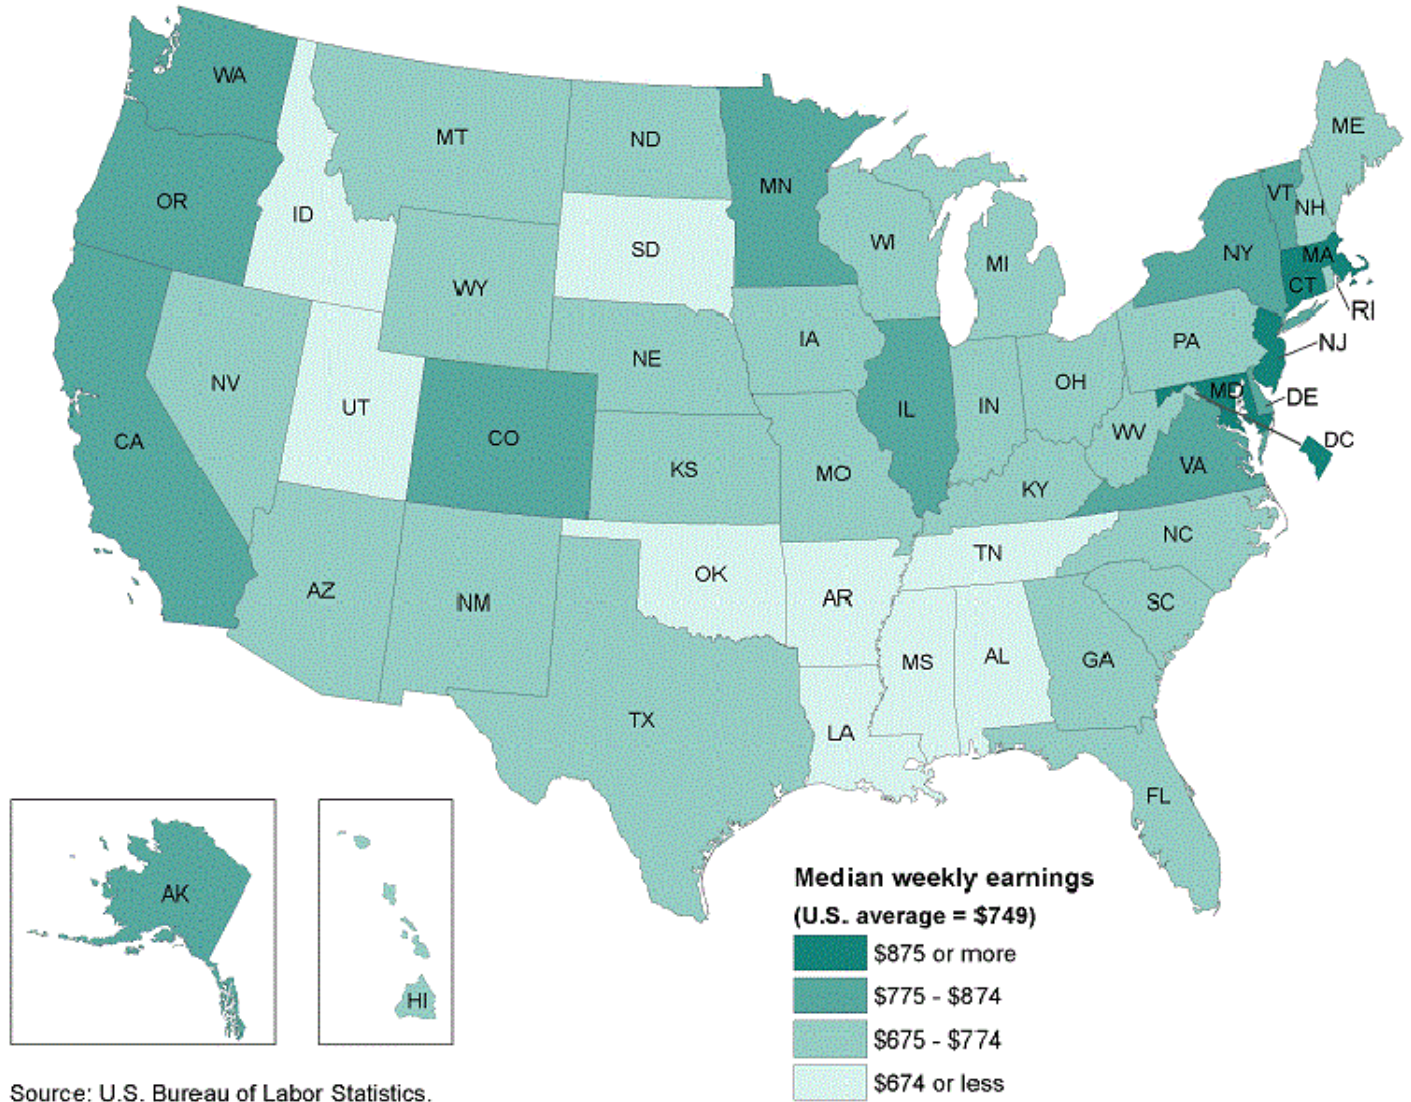 WA
ME
MT
ND
MN
VT
OR
NH
ID
WI
SD
NY
MA
MI
CT
WY
RI
IA
PA
NJ
NE
OH
NV
MD
DE
UT
IL
IN
CO
WV
DC
CA
VA
KS
MO
KY
NC
TN
OK
AZ
AR
NM
SC
MS
AL
GA
TX
LA
FL
AK
HI
Median weekly earnings
(U.S. average = $749)
$875 or more
$775 - $874
$675 - $774
$674 or less
Source: U.S. Bureau of Labor Statistics.